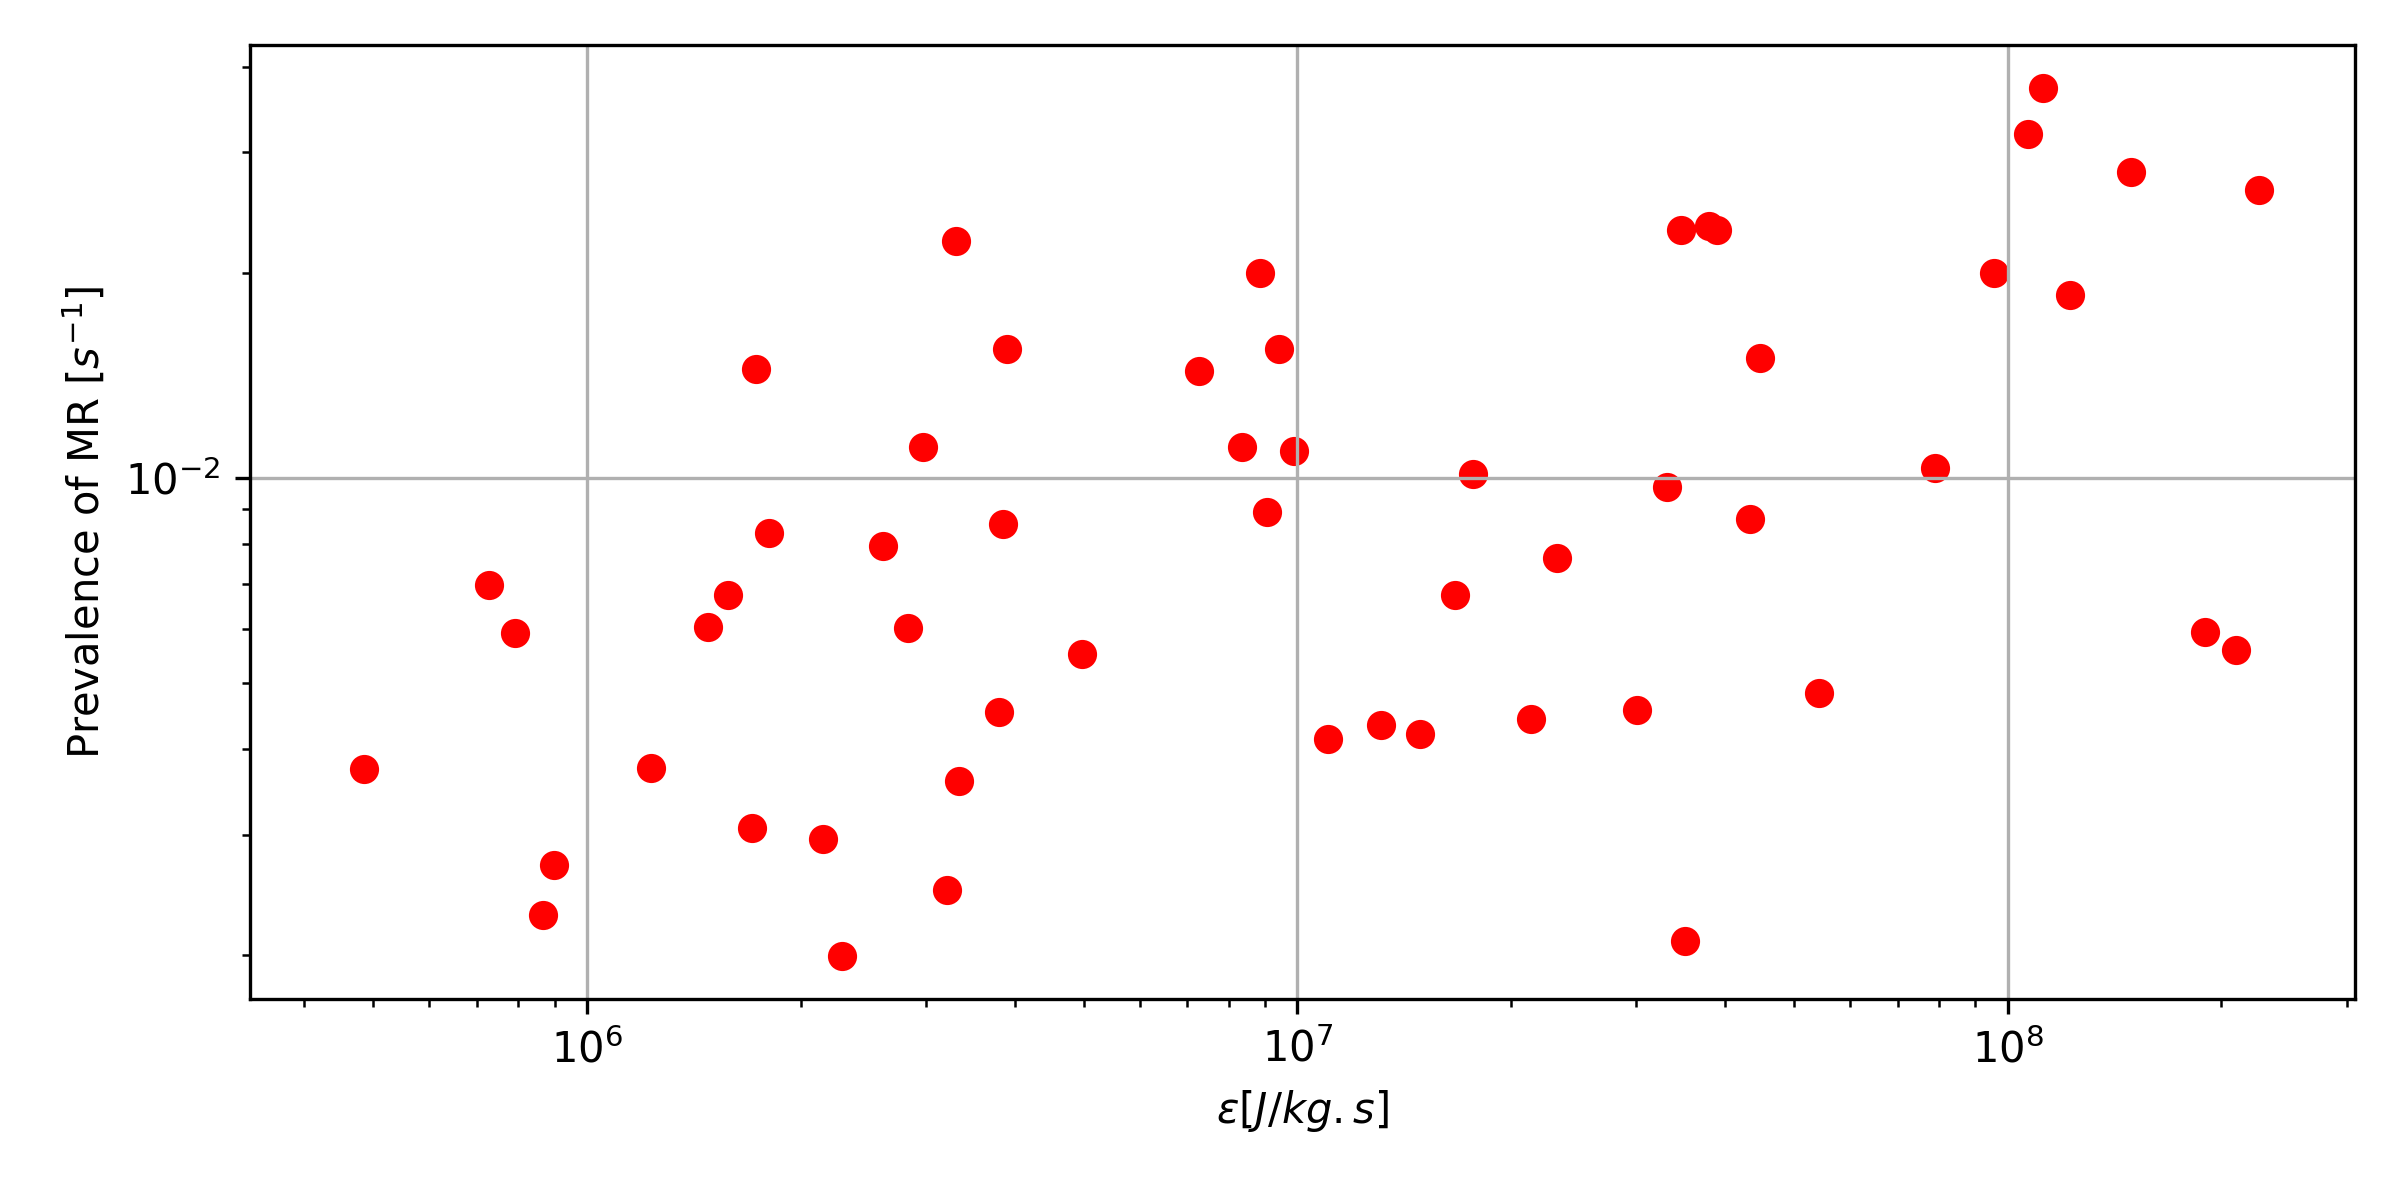 Prevalence of MR [s⁻¹]
10⁻²
10⁶ 10⁷ 10⁸
ε[J/kg.s]